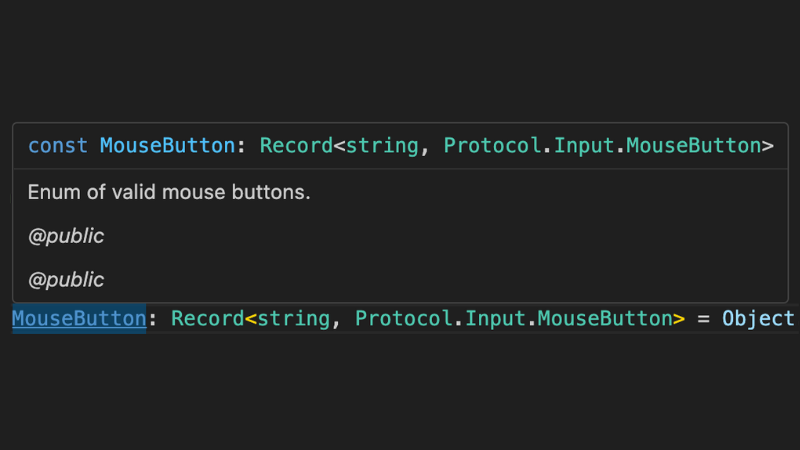 const MouseButton: Record<string, Protocol.Input.MouseButton>
Enum of valid mouse buttons.
@public
@public
MouseButton: Record<string, Protocol.Input.MouseButton> = Object